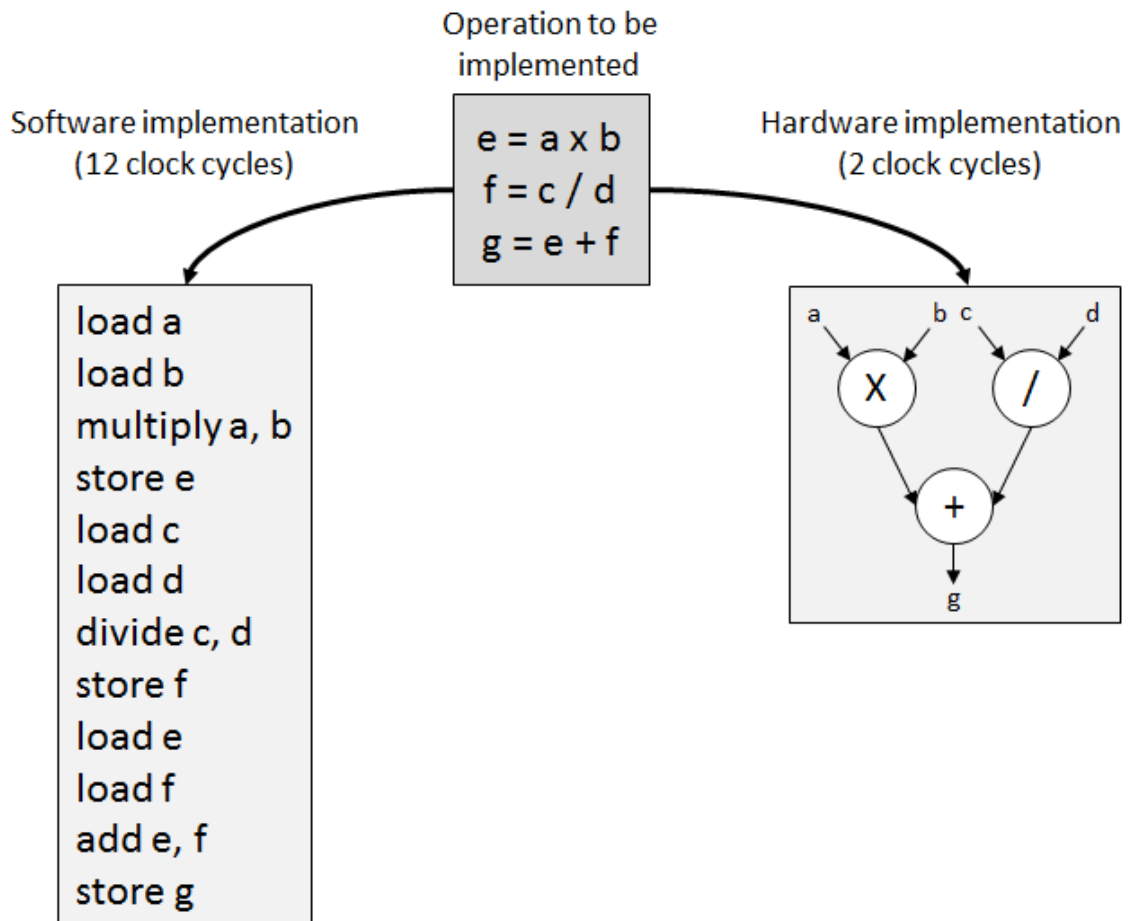 Operation to be
implemented
Software implementation
(12 clock cycles)
e = a x b
f = c / d
g = e + f
Hardware implementation
(2 clock cycles)
load a
load b
multiply a, b
store e
load c
load d
divide c, d
store f
load e
load f
add e, f
store g
a b c d
X /
+
g